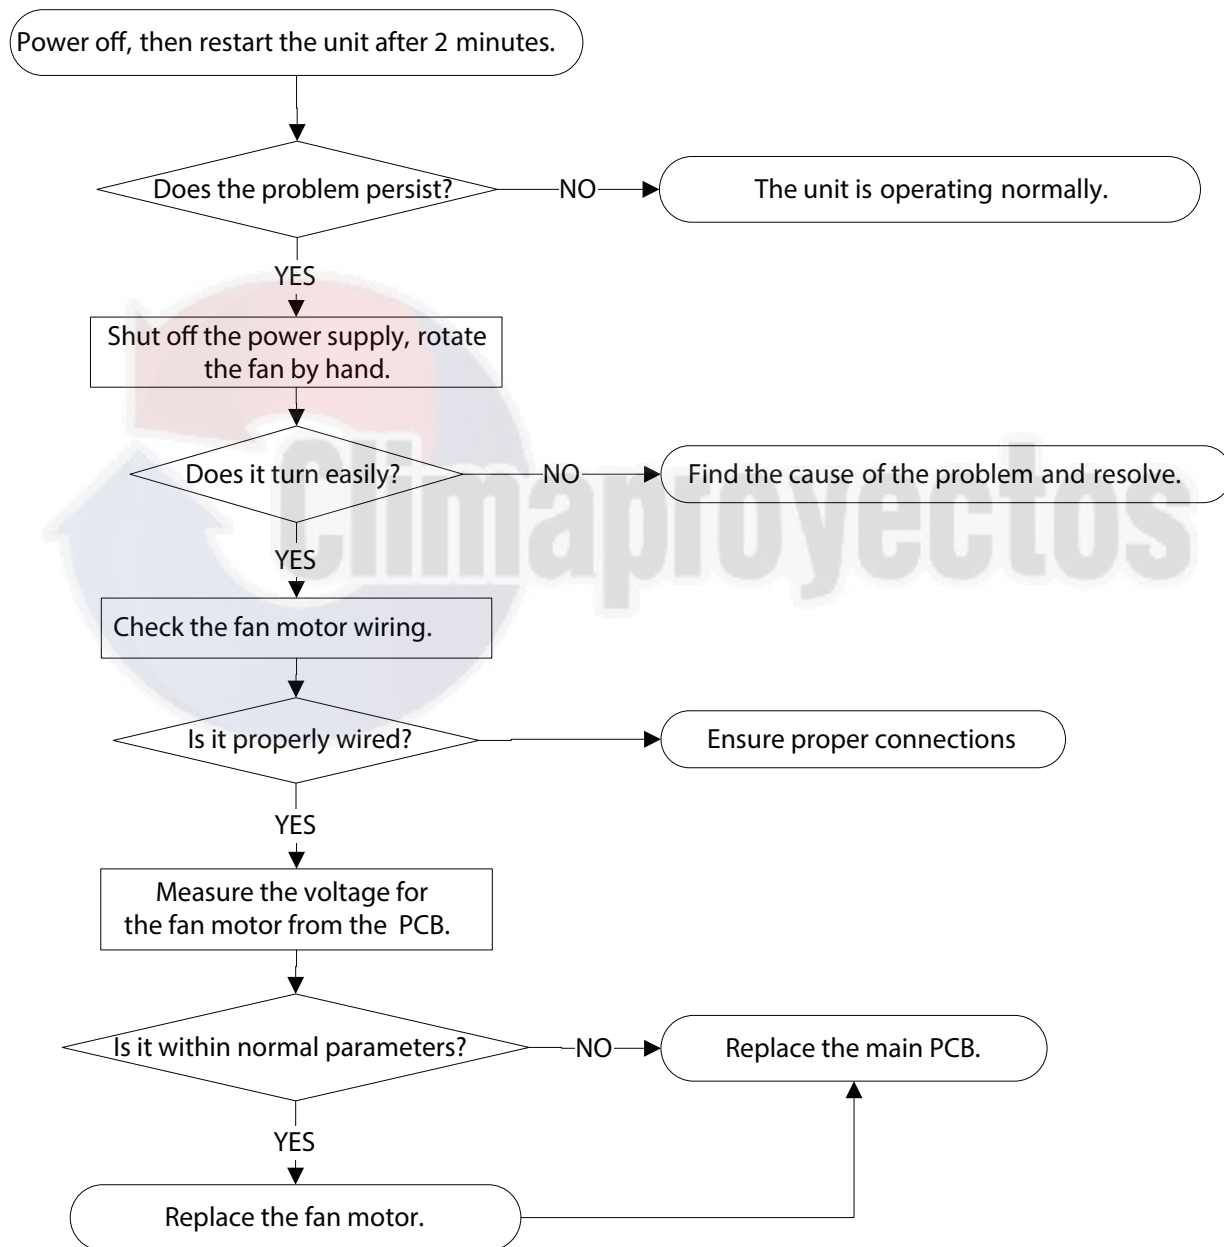 Power off, then restart the unit after 2 minutes.
Does the problem persist?
NO
The unit is operating normally.
YES
Shut off the power supply, rotate
the fan by hand.
Does it turn easily?
NO
Find the cause of the problem and resolve.
Climaproyectos
YES
Check the fan motor wiring.
Is it properly wired?
Ensure proper connections
YES
Measure the voltage for
the fan motor from the PCB.
Is it within normal parameters?
NO
Replace the main PCB.
YES
Replace the fan motor.